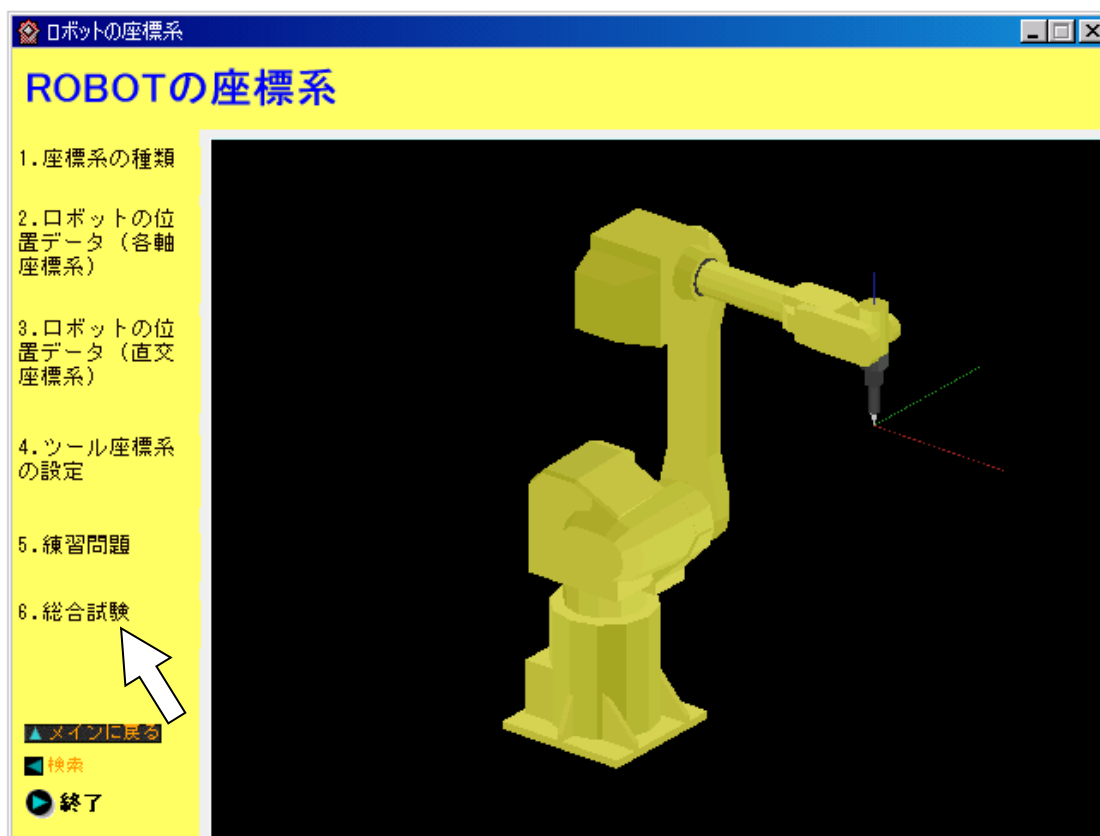 ロボットの座標系
ROBOTの座標系
1.座標系の種類
2.ロボットの位
置データ（各軸
座標系）
3.ロボットの位
置データ（直交
座標系）
4.ツール座標系
の設定
5.練習問題
6.総合試験
メインに戻る
検索
終了